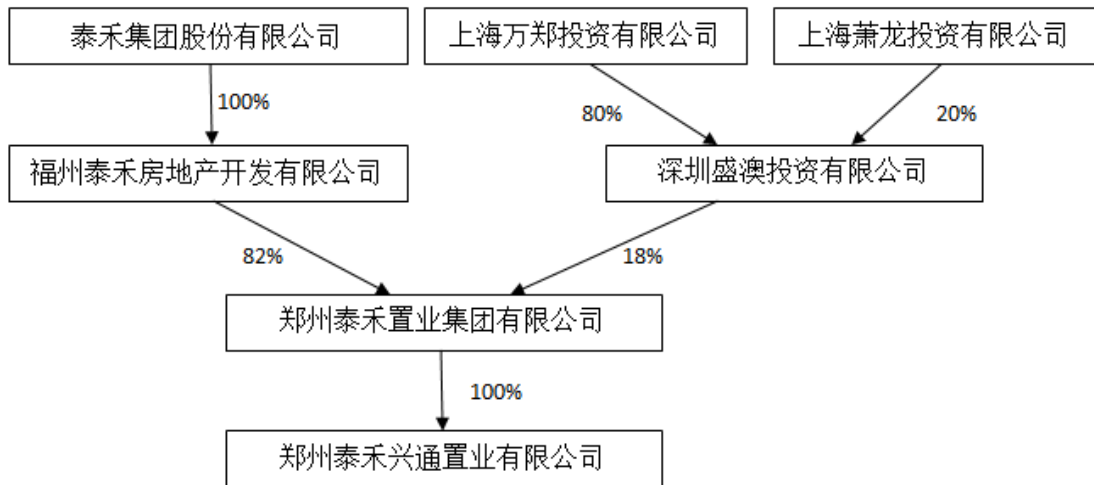 泰禾集团股份有限公司
上海万郑投资有限公司
上海萧龙投资有限公司
100%
80%
20%
福州泰禾房地产开发有限公司
深圳盛澳投资有限公司
82%
18%
郑州泰禾置业集团有限公司
100%
郑州泰禾兴通置业有限公司